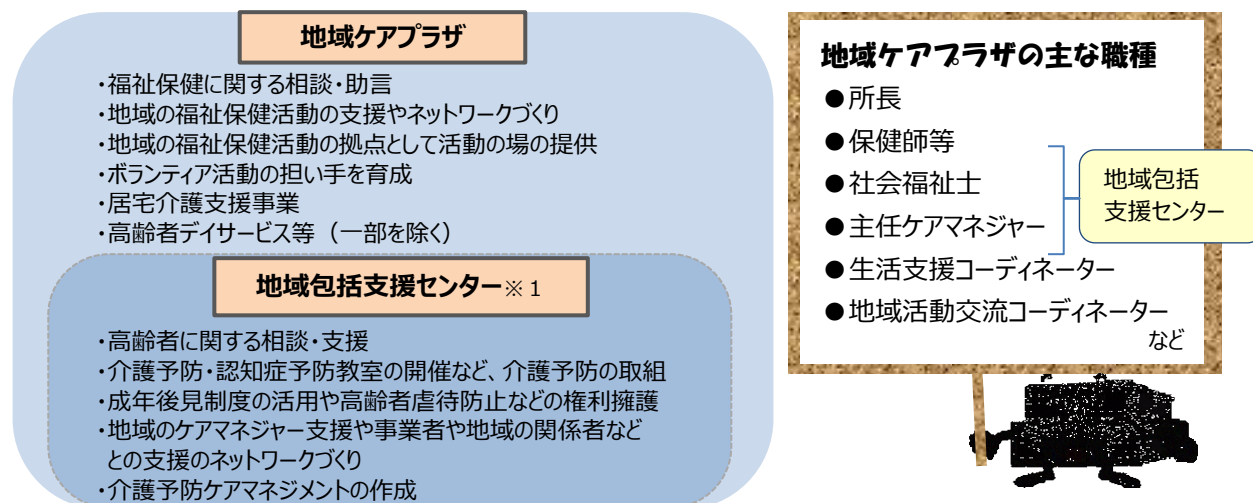 地域ケアプラザ
・福祉保健に関する相談・助言
・地域の福祉保健活動の支援やネットワークづくり
・地域の福祉保健活動の拠点として活動の場の提供
・ボランティア活動の担い手を育成
・居宅介護支援事業
・高齢者デイサービス等（一部を除く）
地域包括支援センター※１
・高齢者に関する相談・支援
・介護予防・認知症予防教室の開催など、介護予防の取組
・成年後見制度の活用や高齢者虐待防止などの権利擁護
・地域のケアマネジャー支援や事業者や地域の関係者など
との支援のネットワークづくり
・介護予防ケアマネジメントの作成
地域ケアプラザの主な職種
●所長
●保健師等
●社会福祉士
●主任ケアマネジャー
●生活支援コーディネーター
●地域活動交流コーディネーター
など
地域包括
支援センター